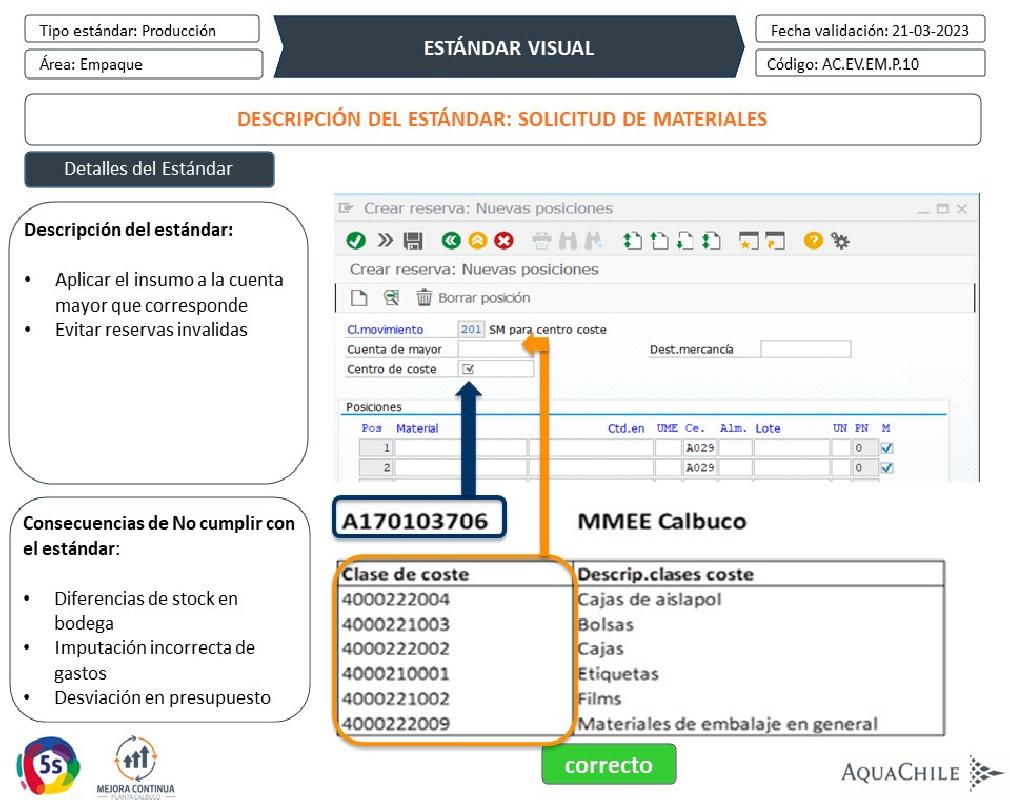 Tipo estándar: Producción
Área: Empaque
ESTÁNDAR VISUAL
Fecha validación: 21-03-2023
Código: AC.EV.EM.P.10
DESCRIPCIÓN DEL ESTÁNDAR: SOLICITUD DE MATERIALES
Detalles del Estándar
Descripción del estándar:
• Aplicar el insumo a la cuenta
mayor que corresponde
• Evitar reservas invalidas
Consecuencias de No cumplir con
el estándar:
• Diferencias de stock en
bodega
• Imputación incorrecta de
gastos
• Desviación en presupuesto
Crear reserva: Nuevas posiciones
Crear reserva: Nuevas posiciones
Borrar posición
Cl.movimiento 201 SM para centro coste
Cuenta de mayor Dest.mercancía
Centro de coste
Posiciones
Pos Material Ctd.en UME Ce. Alm. Lote UN PN M
1 A029 0
2 A029 0
A170103706 MMEE Calbuco
Clase de coste Descrip.clases coste
4000222004 Cajas de aislapol
4000221003 Bolsas
4000222002 Cajas
4000210001 Etiquetas
4000221002 Films
4000222009 Materiales de embalaje en general
correcto
5S
MEJORA CONTINUA
PLANTA CALBUCO
AQUACHILE